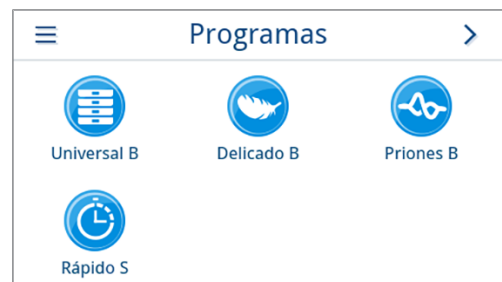 Programas
Universal B
Delicado B
Priones B
Rápido S